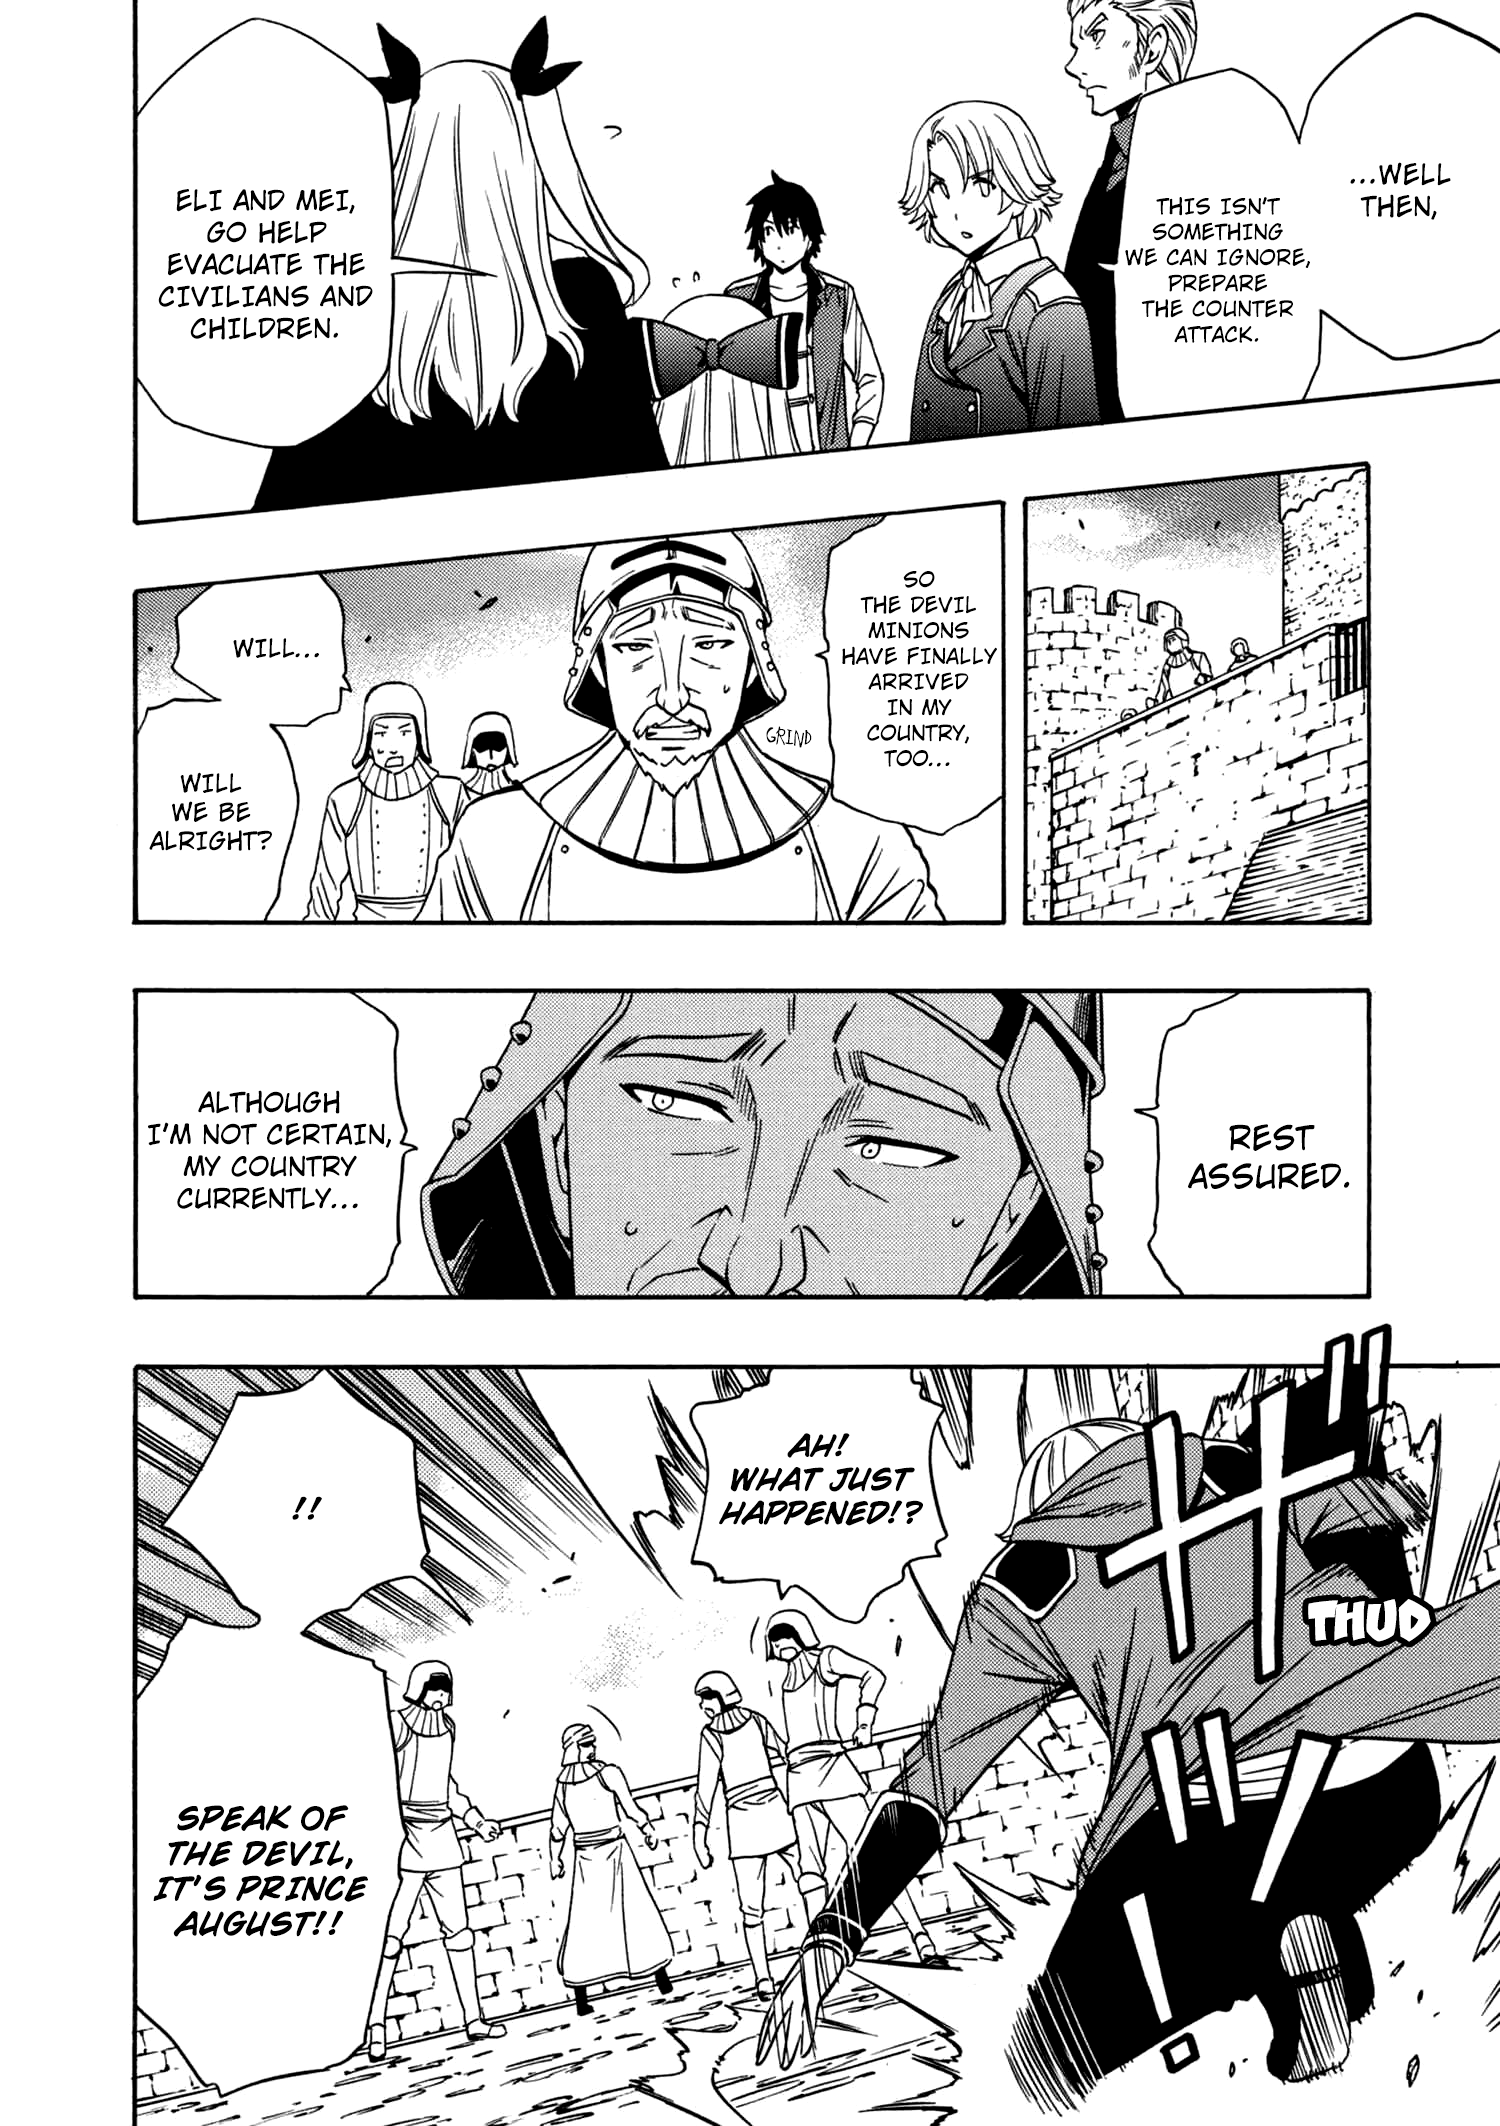 ...WELL
THEN,
THIS ISN'T
SOMETHING
WE CAN IGNORE,
PREPARE
THE COUNTER
ATTACK.
ELI AND MEI,
GO HELP
EVACUATE THE
CIVILIANS AND
CHILDREN.
SO
THE DEVIL
MINIONS
HAVE FINALLY
ARRIVED
IN MY
COUNTRY,
TOO...
GRIND
WILL...
WILL
WE BE
ALRIGHT?
REST
ASSURED.
ALTHOUGH
I'M NOT CERTAIN,
MY COUNTRY
CURRENTLY...
ザザッ!!
THUD
AH!
WHAT JUST
HAPPENED!?
!!
SPEAK OF
THE DEVIL,
IT'S PRINCE
AUGUST!!